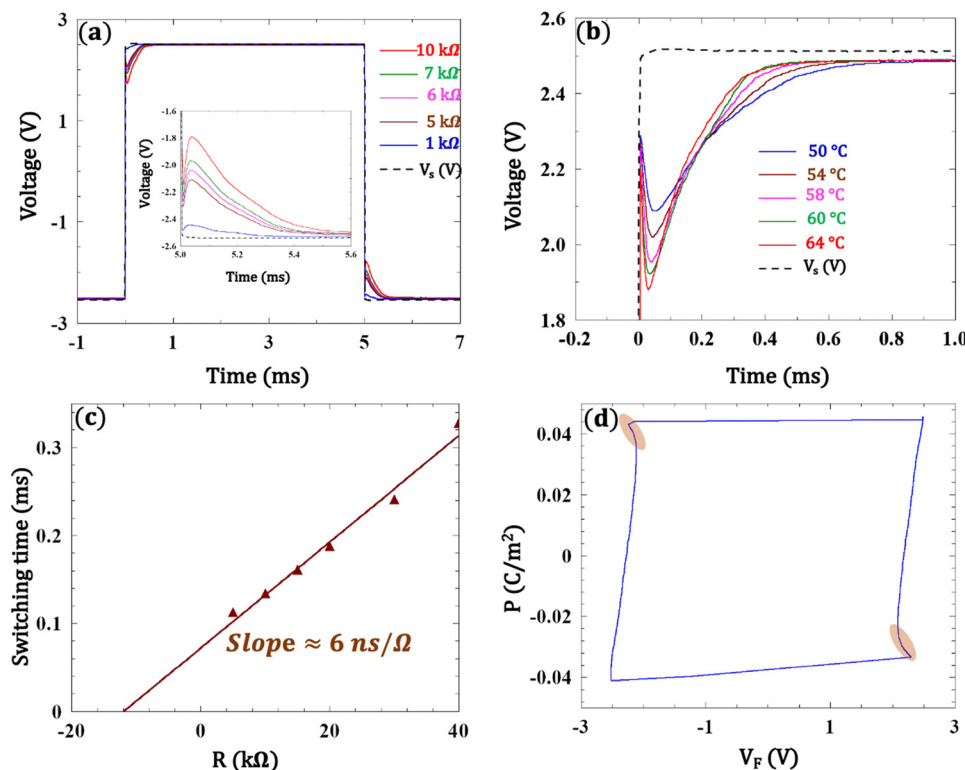 (a)
10 kΩ
7 kΩ
6 kΩ
5 kΩ
1 kΩ
Vs (V)
Voltage (V)
3
1
-1
-3
-1 1 3 5 7
Time (ms)
Voltage (V)
-1.6
-1.8
-2.0
-2.2
-2.4
-2.6
5.0 5.2 5.4 5.6
Time (ms)
(b)
Voltage (V)
2.6
2.4
2.2
2.0
1.8
50 °C
54 °C
58 °C
60 °C
64 °C
Vs (V)
-0.2 0 0.2 0.4 0.6 0.8 1.0
Time (ms)
(c)
Switching time (ms)
0.3
0.2
0.1
0
Slope ≈ 6 ns/Ω
-20 0 20 40
R (kΩ)
(d)
P (C/m²)
0.04
0.02
0
-0.02
-0.04
-3 -1 1 3
VF (V)